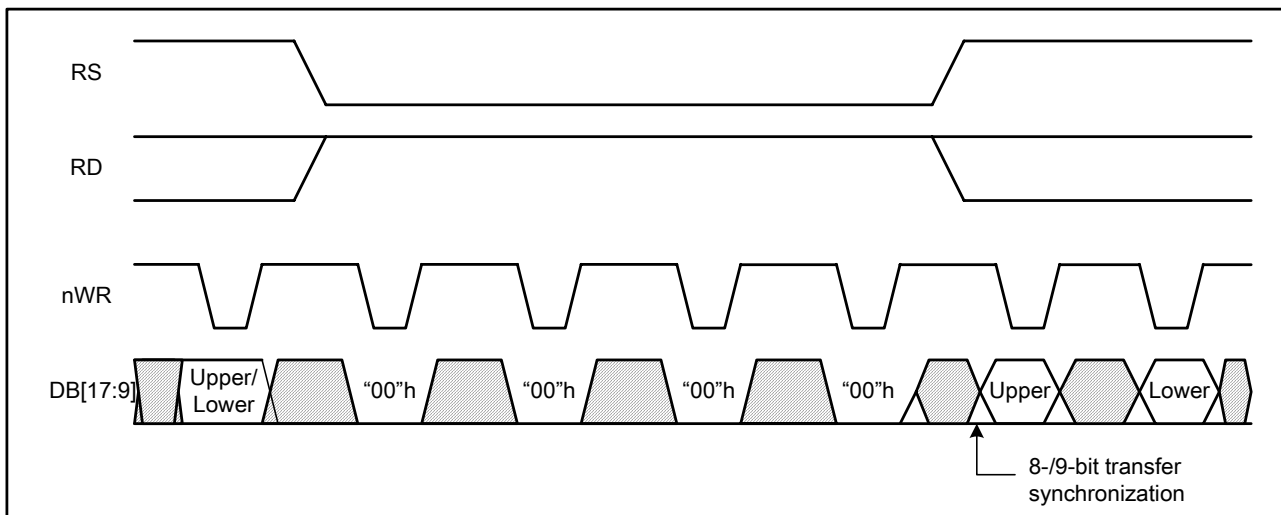 RS
RD
nWR
DB[17:9]
Upper/
Lower
“00”h
“00”h
“00”h
“00”h
Upper
Lower
8-/9-bit transfer
synchronization